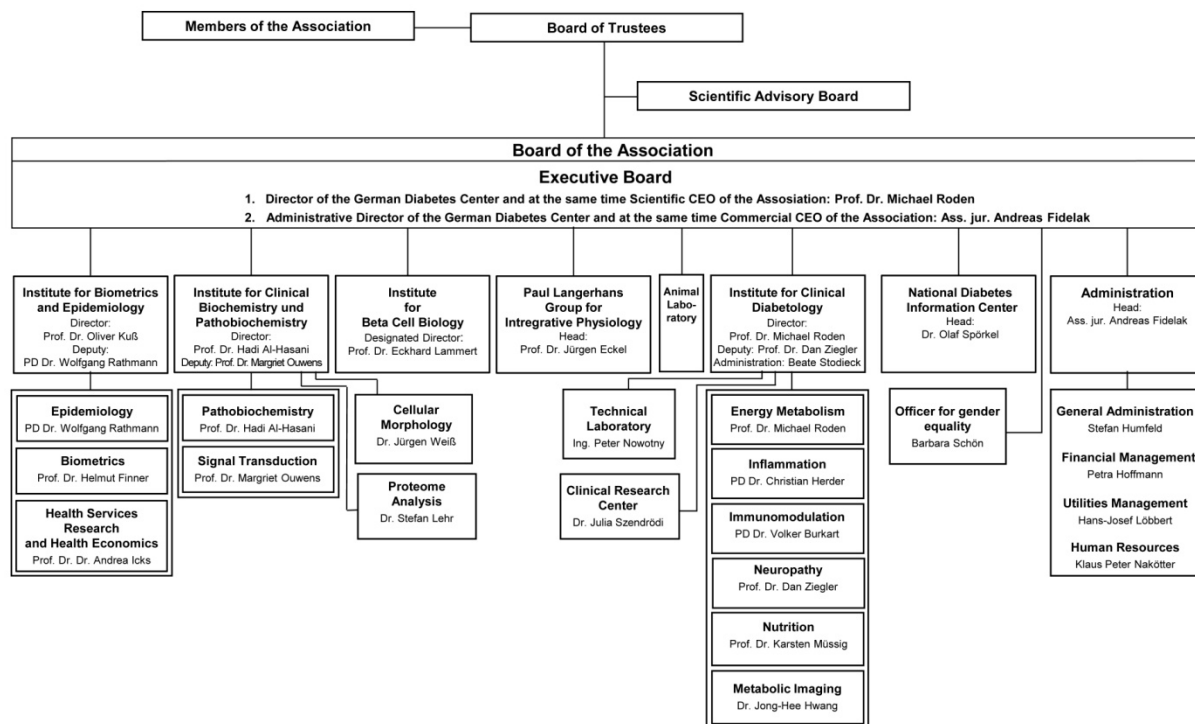 Members of the Association
Board of Trustees
Scientific Advisory Board
Board of the Association
Executive Board
1. Director of the German Diabetes Center and at the same time Scientific CEO of the Assosiation: Prof. Dr. Michael Roden
2. Administrative Director of the German Diabetes Center and at the same time Commercial CEO of the Association: Ass. jur. Andreas Fidelak
Institute for Biometrics
and Epidemiology
Director:
Prof. Dr. Oliver Kuß
Deputy:
PD Dr. Wolfgang Rathmann
Institute for Clinical
Biochemistry und
Pathobiochemistry
Director:
Prof. Dr. Hadi Al-Hasani
Deputy: Prof. Dr. Margriet Ouwens
Institute
for
Beta Cell Biology
Designated Director:
Prof. Dr. Eckhard Lammert
Paul Langerhans
Group for
Intregrative Physiology
Head:
Prof. Dr. Jürgen Eckel
Animal
Labo-
ratory
Institute for Clinical
Diabetology
Director:
Prof. Dr. Michael Roden
Deputy: Prof. Dr. Dan Ziegler
Administration: Beate Stodieck
National Diabetes
Information Center
Head:
Dr. Olaf Spörkel
Administration
Head:
Ass. jur. Andreas Fidelak
Epidemiology
PD Dr. Wolfgang Rathmann
Biometrics
Prof. Dr. Helmut Finner
Health Services
Research
and Health Economics
Prof. Dr. Dr. Andrea Icks
Pathobiochemistry
Prof. Dr. Hadi Al-Hasani
Signal Transduction
Prof. Dr. Margriet Ouwens
Cellular
Morphology
Dr. Jürgen Weiß
Proteome
Analysis
Dr. Stefan Lehr
Technical
Laboratory
Ing. Peter Nowotny
Clinical Research
Center
Dr. Julia Szendrödi
Energy Metabolism
Prof. Dr. Michael Roden
Inflammation
PD Dr. Christian Herder
Immunomodulation
PD Dr. Volker Burkart
Neuropathy
Prof. Dr. Dan Ziegler
Nutrition
Prof. Dr. Karsten Müssig
Metabolic Imaging
Dr. Jong-Hee Hwang
Officer for gender
equality
Barbara Schön
General Administration
Stefan Humfeld
Financial Management
Petra Hoffmann
Utilities Management
Hans-Josef Löbbert
Human Resources
Klaus Peter Nakötter